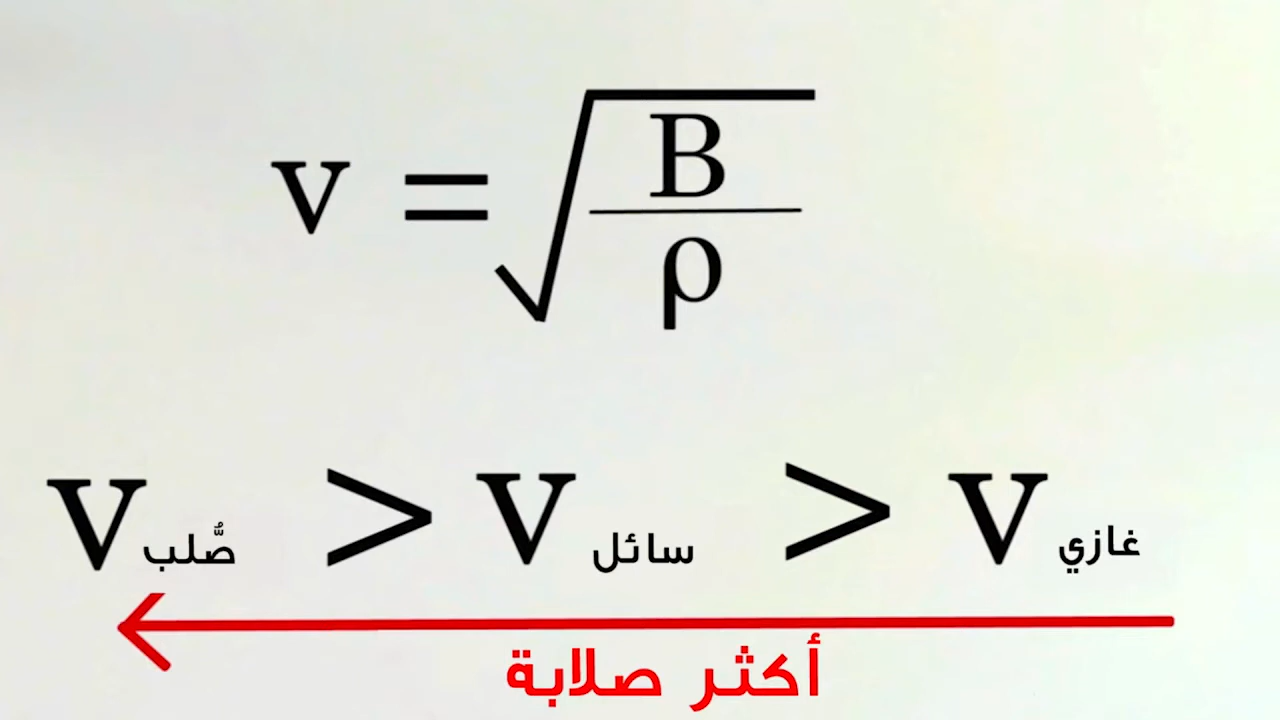 v = √(B/ρ)
v صُّلب > v سائل > v غازي
أكثر صلابة